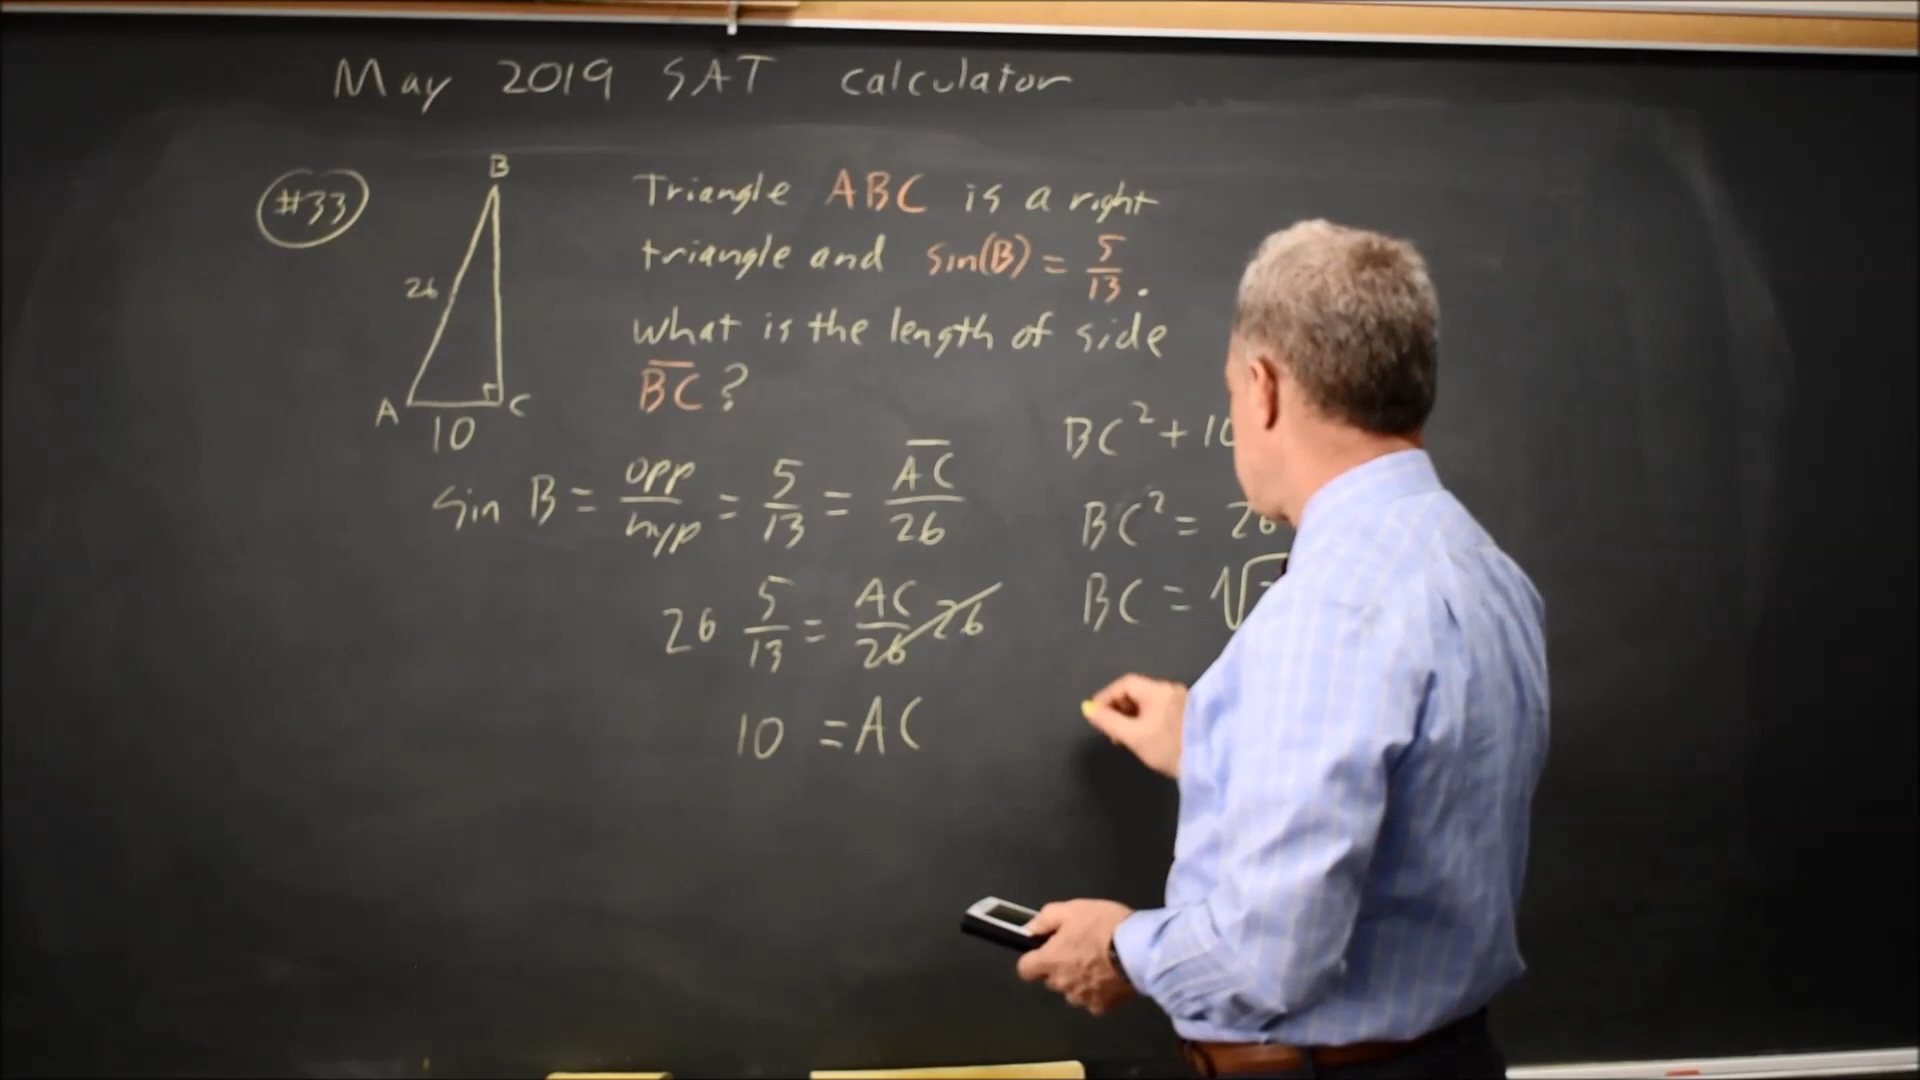 May 2019 SAT calculator
#33
B
26
A
C
10
Triangle ABC is a right
triangle and sin(B) = 5/13.
what is the length of side
BC?
sin B = opp/hyp = 5/13 = AC/26
26 5/13 = AC/26 26
10 = AC
BC² + 10
BC² = 26
BC = √